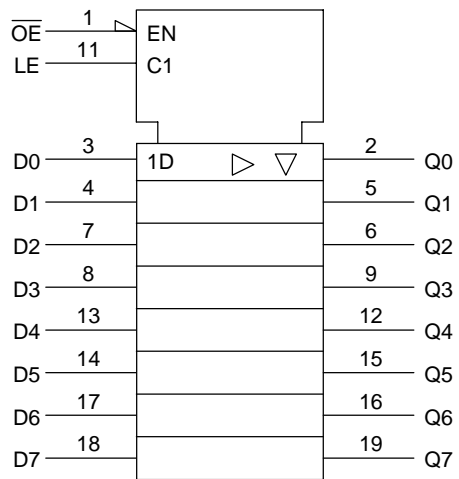 1
O̅E̅ EN
11
LE C1
3 1D 2
D0 Q0
4 5
D1 Q1
7 6
D2 Q2
8 9
D3 Q3
13 12
D4 Q4
14 15
D5 Q5
17 16
D6 Q6
18 19
D7 Q7